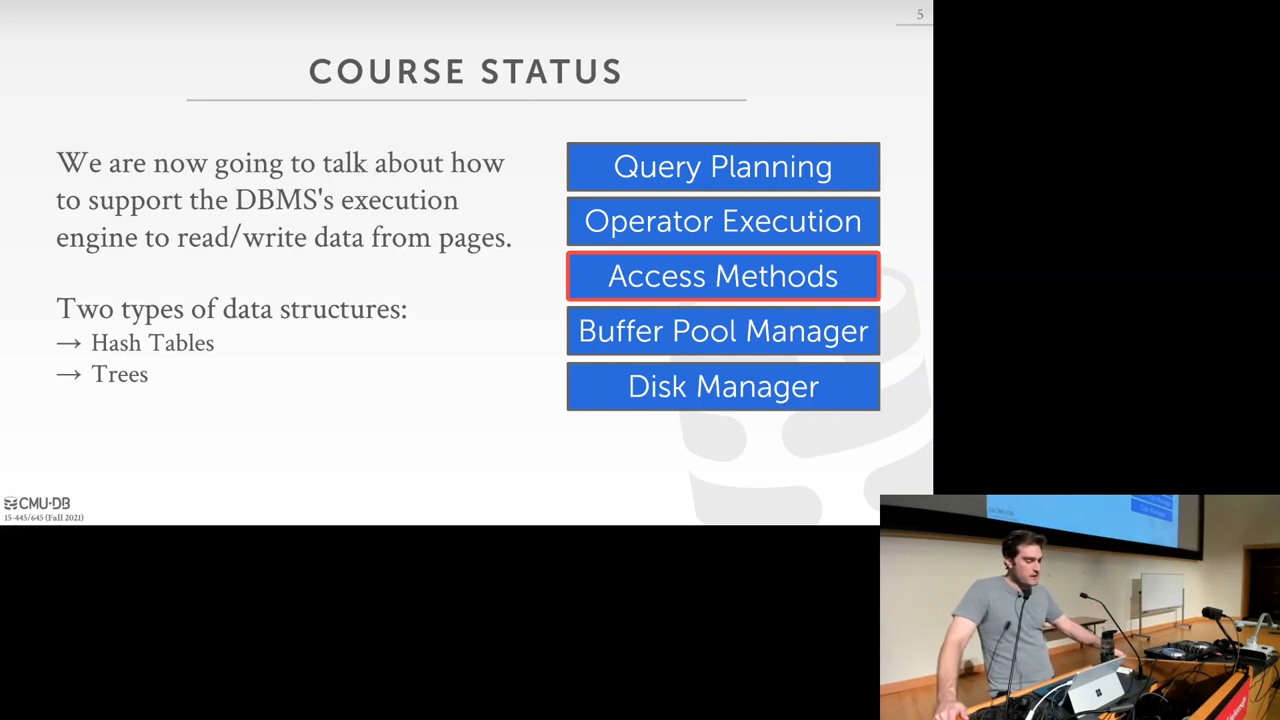 5
COURSE STATUS
We are now going to talk about how
to support the DBMS's execution
engine to read/write data from pages.
Two types of data structures:
→ Hash Tables
→ Trees
Query Planning
Operator Execution
Access Methods
Buffer Pool Manager
Disk Manager
CMU·DB
15-445/645 (Fall 2021)